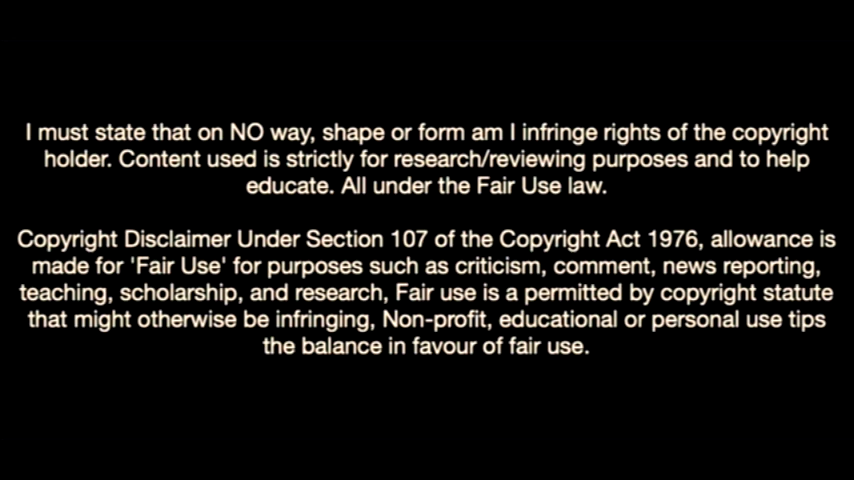 I must state that on NO way, shape or form am I infringe rights of the copyright
holder. Content used is strictly for research/reviewing purposes and to help
educate. All under the Fair Use law.
Copyright Disclaimer Under Section 107 of the Copyright Act 1976, allowance is
made for 'Fair Use' for purposes such as criticism, comment, news reporting,
teaching, scholarship, and research, Fair use is a permitted by copyright statute
that might otherwise be infringing, Non-profit, educational or personal use tips
the balance in favour of fair use.